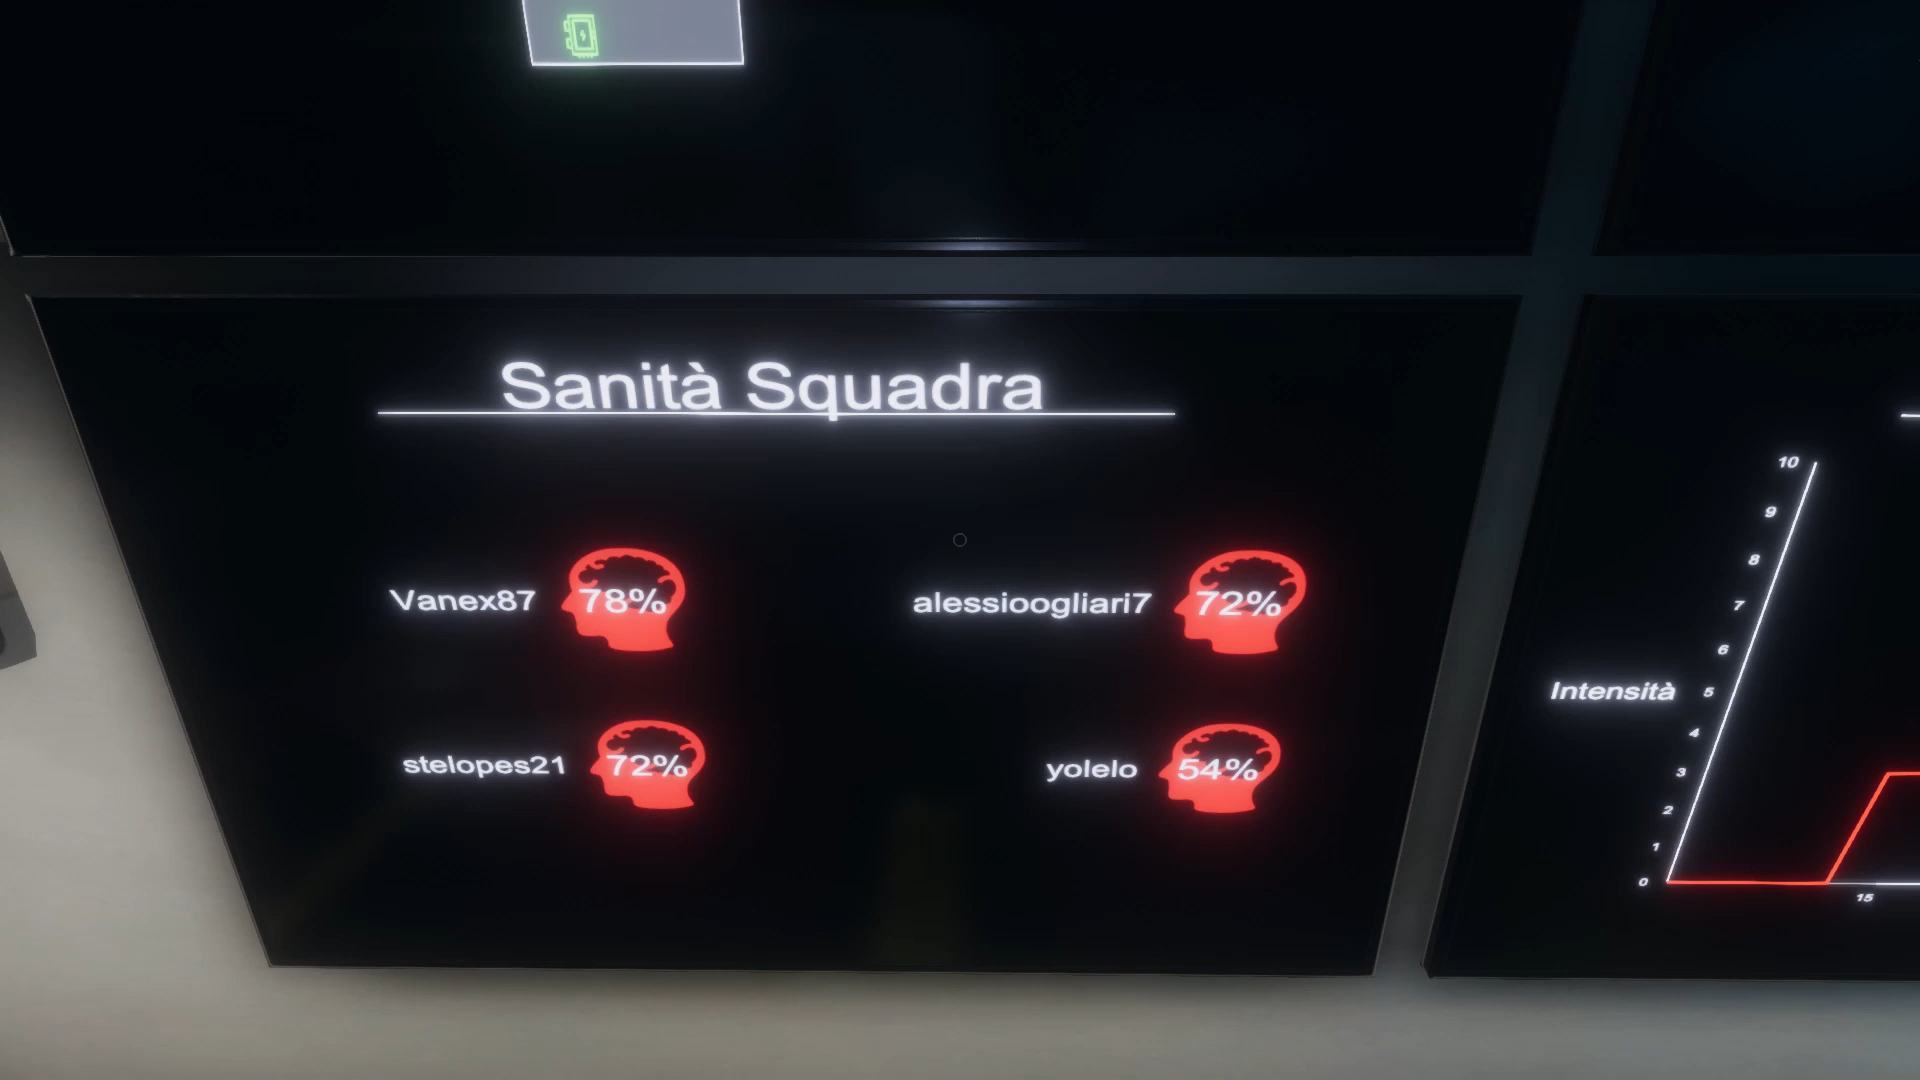 Sanità Squadra
Vanex87 78%
alessioogliari7 72%
stelopes21 72%
yolelo 54%
10
9
8
7
6
Intensità 5
4
3
2
1
0
15